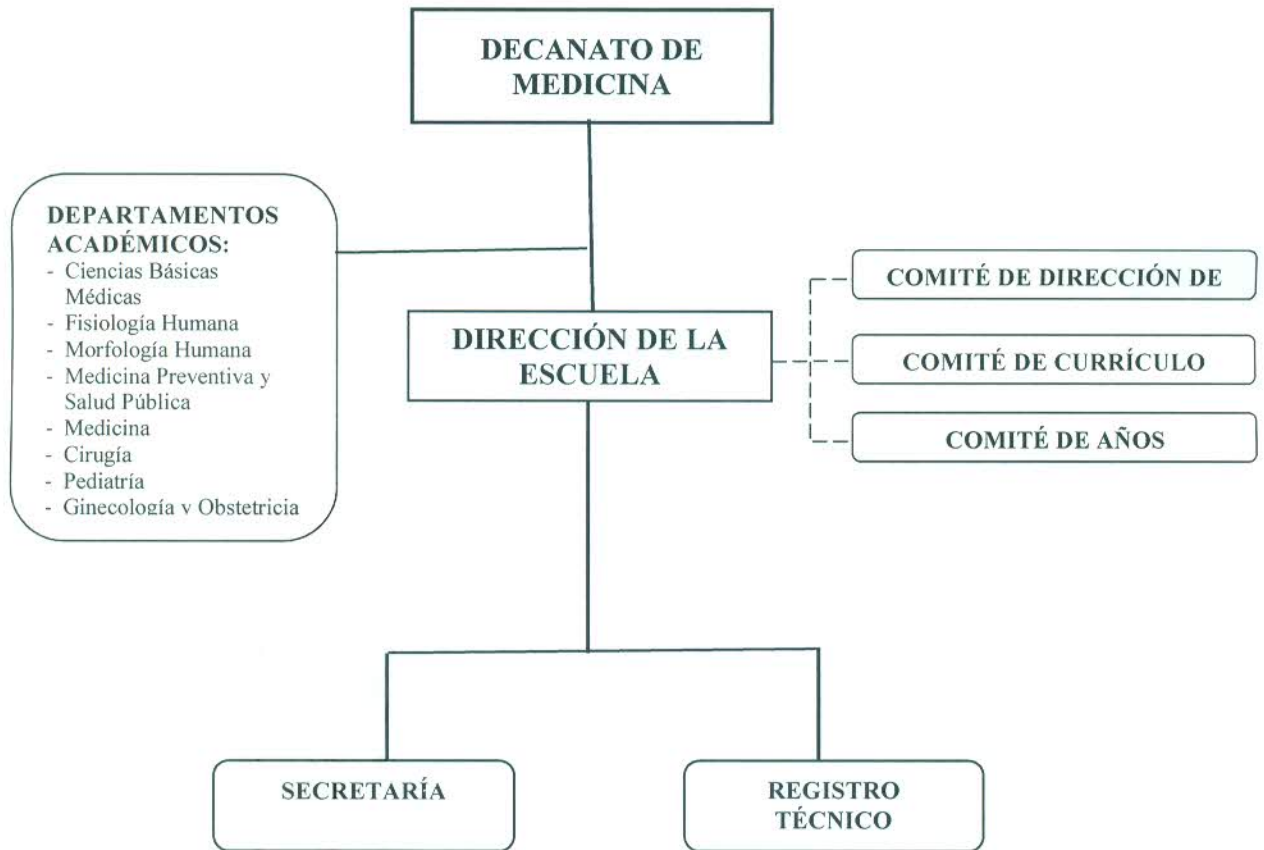 DECANATO DE
MEDICINA
DEPARTAMENTOS
ACADÉMICOS:
- Ciencias Básicas
Médicas
- Fisiología Humana
- Morfología Humana
- Medicina Preventiva y
Salud Pública
- Medicina
- Cirugía
- Pediatría
- Ginecología y Obstetricia
COMITÉ DE DIRECCIÓN DE
DIRECCIÓN DE LA
ESCUELA
COMITÉ DE CURRÍCULO
COMITÉ DE AÑOS
SECRETARÍA
REGISTRO
TÉCNICO